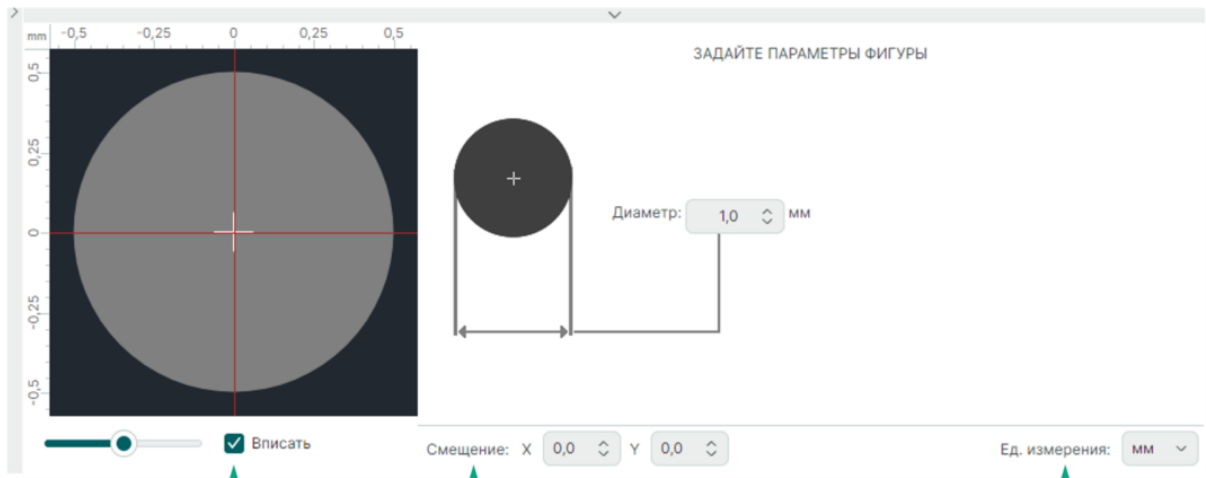 mm -0,5 -0,25 0 0,25 0,5
ЗАДАЙТЕ ПАРАМЕТРЫ ФИГУРЫ
0,5
0,25
Диаметр: 1,0 мм
0
-0,25
-0,5
Вписать
Смещение: X 0,0 Y 0,0
Ед. измерения: мм